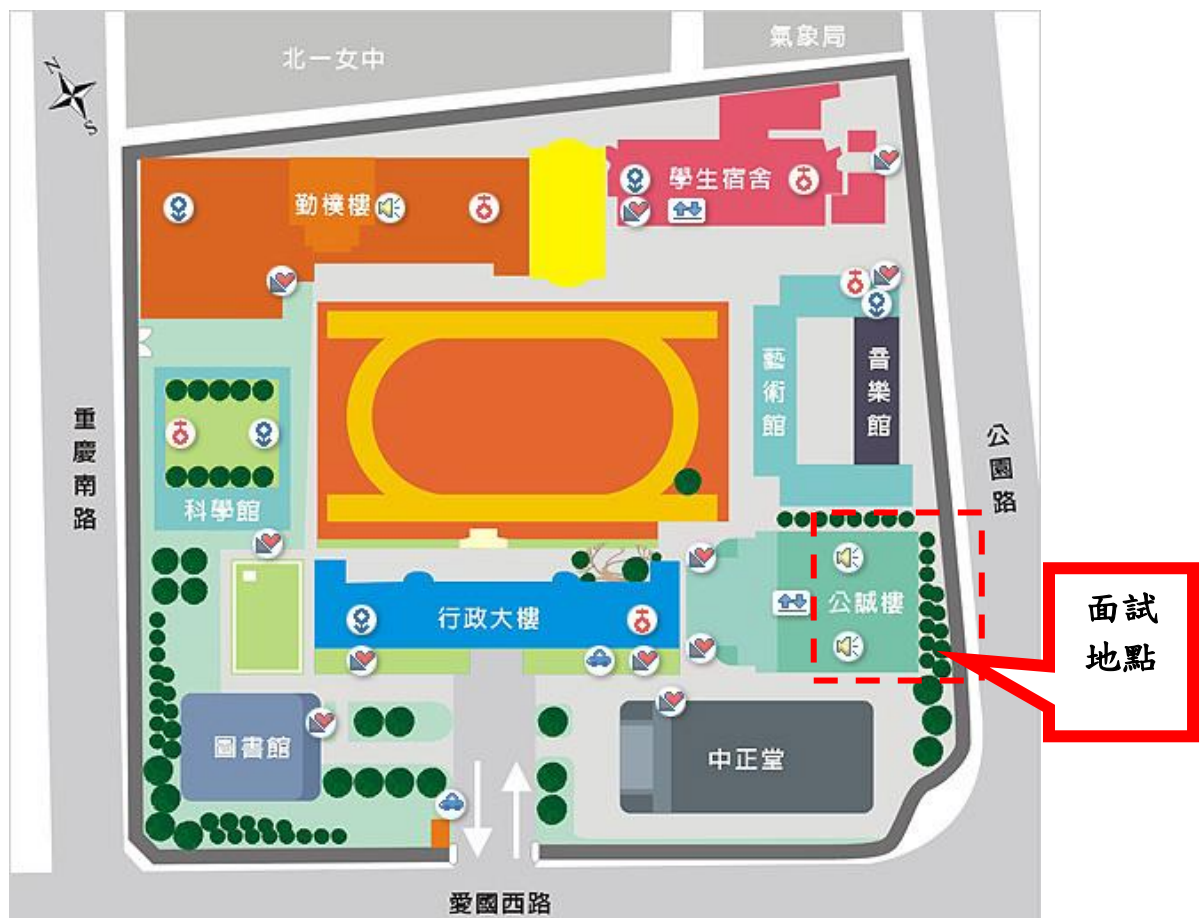 北一女中
氣象局
N
S
學生宿舍
勤樸樓
藝術館
音樂館
重慶南路
公園路
科學館
行政大樓
公誠樓
面試
地點
圖書館
中正堂
愛國西路